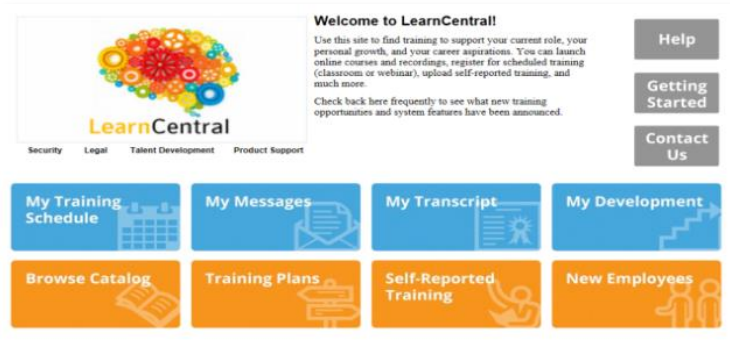 Welcome to LearnCentral!
Use this site to find training to support your current role, your
personal growth, and your career aspirations. You can launch
online courses and recordings, register for scheduled training
(classroom or webinar), upload self-reported training, and
much more.
Check back here frequently to see what new training
opportunities and system features have been announced.
Help
Getting
Started
Contact
Us
LearnCentral
Security Legal Talent Development Product Support
My Training
Schedule
My Messages
My Transcript
My Development
Browse Catalog
Training Plans
Self-Reported
Training
New Employees